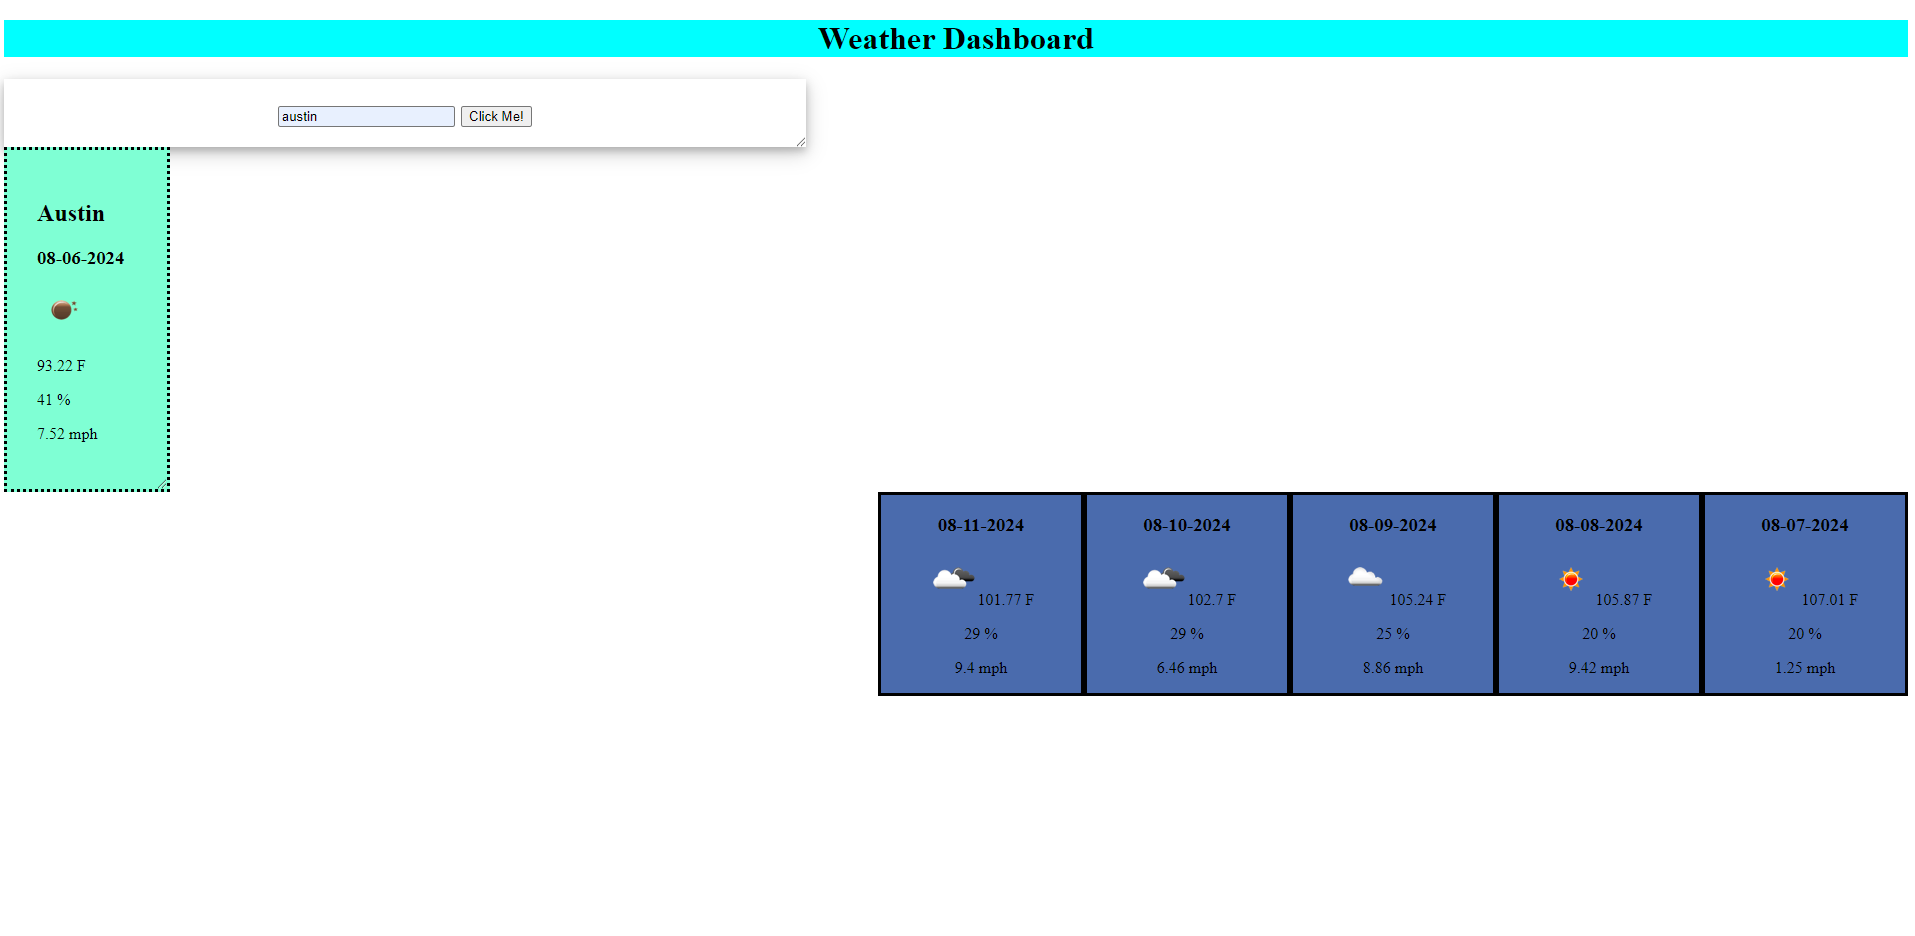 Weather Dashboard
austin Click Me!
Austin
08-06-2024
93.22 F
41 %
7.52 mph
08-11-2024
101.77 F
29 %
9.4 mph
08-10-2024
102.7 F
29 %
6.46 mph
08-09-2024
105.24 F
25 %
8.86 mph
08-08-2024
105.87 F
20 %
9.42 mph
08-07-2024
107.01 F
20 %
1.25 mph